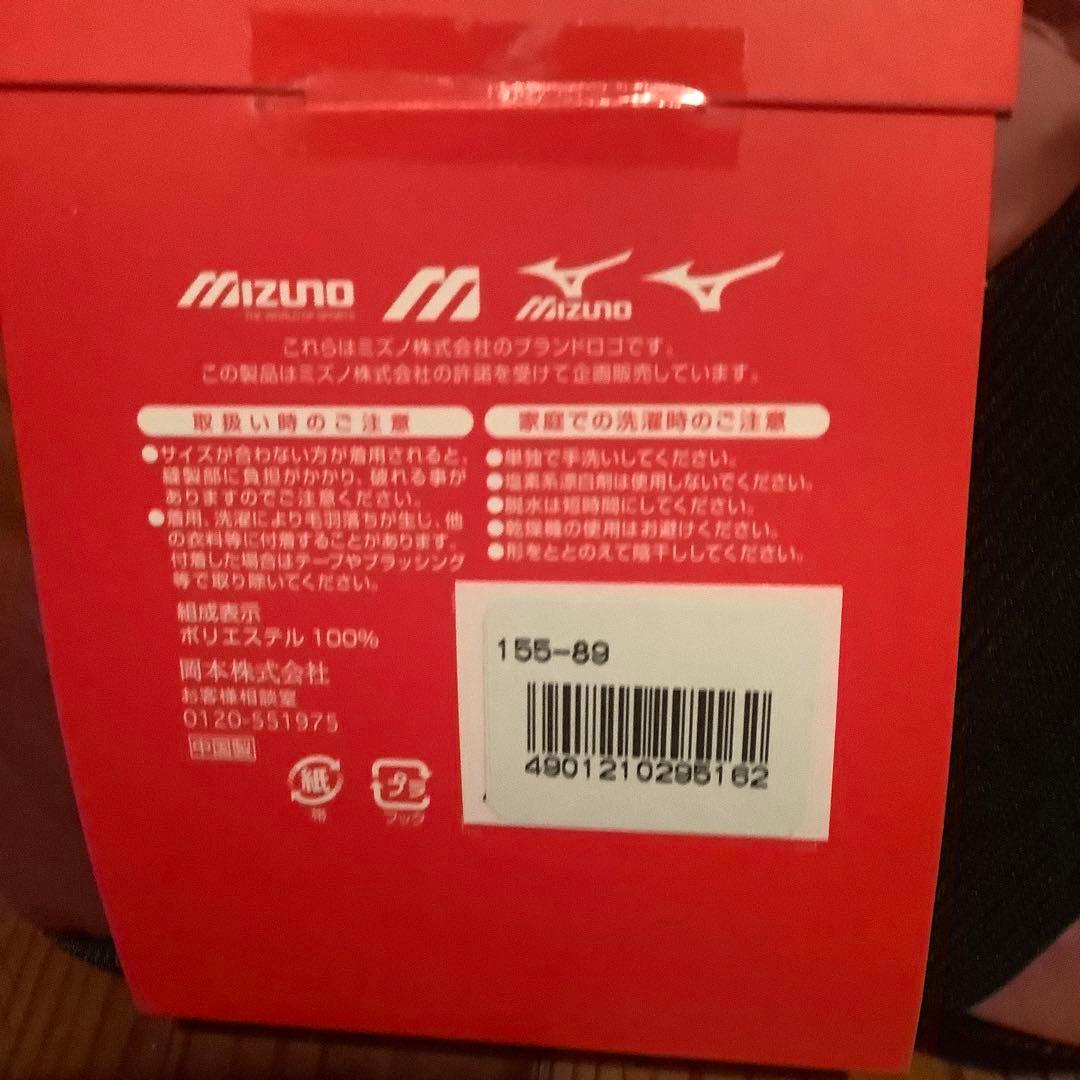 MIZUNO
THE WORLD OF SPORTS
MIZUNO
これらはミズノ株式会社のブランドロゴです。
この製品はミズノ株式会社の許諾を受けて企画販売しています。
取扱い時のご注意
●サイズが合わない方が着用されると、
縫製部に負担がかかり、破れる事が
ありますのでご注意ください。
●着用、洗濯により毛羽落ちが生じ、他
の衣料等に付着することがあります。
付着した場合はテープやブラッシング
等で取り除いてください。
組成表示
ポリエステル 100%
岡本株式会社
お客様相談室
0120-551975
中国製
紙
プラ
家庭での洗濯時のご注意
●単独で手洗いしてください。
●塩素系漂白剤は使用しないでください。
●脱水は短時間にしてください。
●乾燥機の使用はお避けください。
●形をととのえて陰干ししてください。
155-89
4901210295162